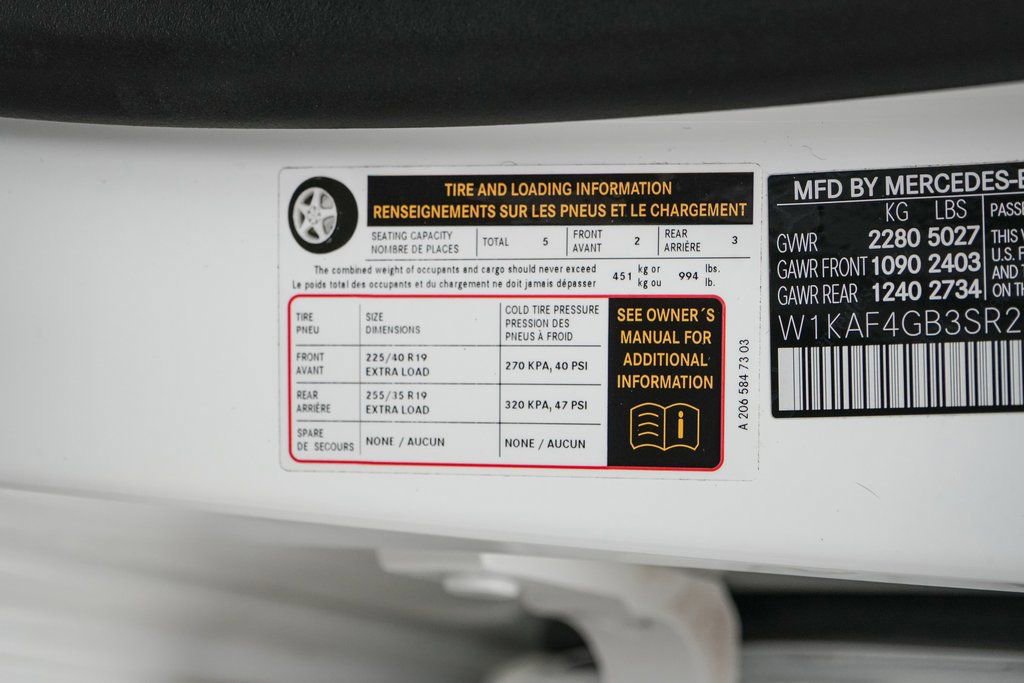 TIRE AND LOADING INFORMATION
RENSEIGNEMENTS SUR LES PNEUS ET LE CHARGEMENT
SEATING CAPACITY
NOMBRE DE PLACES
TOTAL 5
FRONT
AVANT
2
REAR
ARRIÈRE
3
The combined weight of occupants and cargo should never exceed
Le poids total des occupants et du chargement ne doit jamais dépasser
451
kg or
kg ou
994
lbs.
lb.
TIRE
PNEU
SIZE
DIMENSIONS
COLD TIRE PRESSURE
PRESSION DES
PNEUS À FROID
FRONT
AVANT
225/40 R19
EXTRA LOAD
270 KPA, 40 PSI
REAR
ARRIÈRE
255/35 R19
EXTRA LOAD
320 KPA, 47 PSI
SPARE
DE SECOURS
NONE / AUCUN
NONE / AUCUN
SEE OWNER´S
MANUAL FOR
ADDITIONAL
INFORMATION
i
A 206 584 73 03
MFD BY MERCEDES-
KG LBS
GVWR 2280 5027
GAWR FRONT 1090 2403
GAWR REAR 1240 2734
W1KAF4GB3SR2
THIS
U.S. F
AND
ON TH